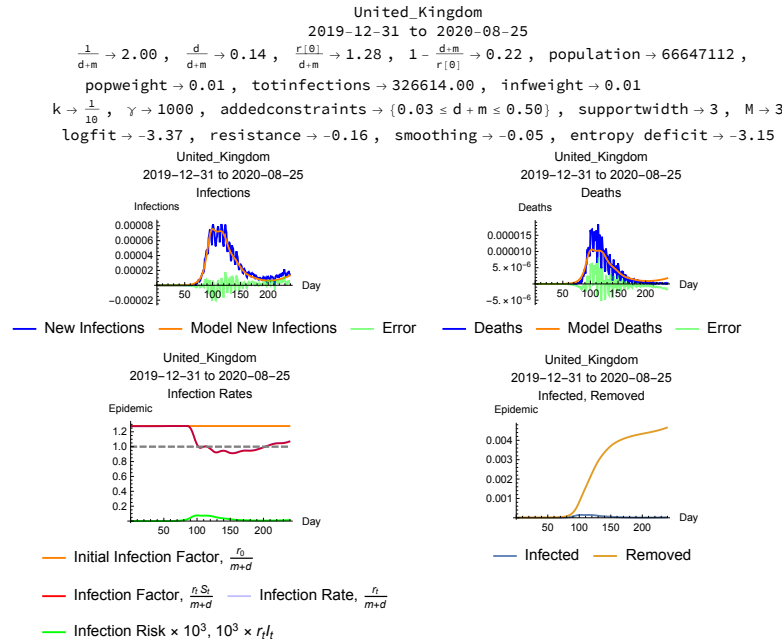 United_Kingdom
2019-12-31 to 2020-08-25
1/(d+m) → 2.00 , d/(d+m) → 0.14 , r[0]/(d+m) → 1.28 , 1 - (d+m)/r[0] → 0.22 , population → 66647112 ,
popweight → 0.01 , totinfections → 326614.00 , infweight → 0.01
k → 1/10 , γ → 1000 , addedconstraints → {0.03 ≤ d + m ≤ 0.50} , supportwidth → 3 , M → 3
logfit → -3.37 , resistance → -0.16 , smoothing → -0.05 , entropy deficit → -3.15
United_Kingdom
2019-12-31 to 2020-08-25
Infections
Infections
0.00008
0.00006
0.00004
0.00002
-0.00002
50 100 150 200 Day
New Infections Model New Infections Error
United_Kingdom
2019-12-31 to 2020-08-25
Deaths
Deaths
0.000015
0.000010
5. × 10⁻⁶
-5. × 10⁻⁶
50 100 150 200 Day
Deaths Model Deaths Error
United_Kingdom
2019-12-31 to 2020-08-25
Infection Rates
Epidemic
1.2
1.0
0.8
0.6
0.4
0.2
50 100 150 200 Day
Initial Infection Factor, r₀/(m+d)
Infection Factor, rₜ Sₜ/(m+d) Infection Rate, rₜ/(m+d)
Infection Risk × 10³, 10³ × rₜIₜ
United_Kingdom
2019-12-31 to 2020-08-25
Infected, Removed
Epidemic
0.004
0.003
0.002
0.001
50 100 150 200 Day
Infected Removed